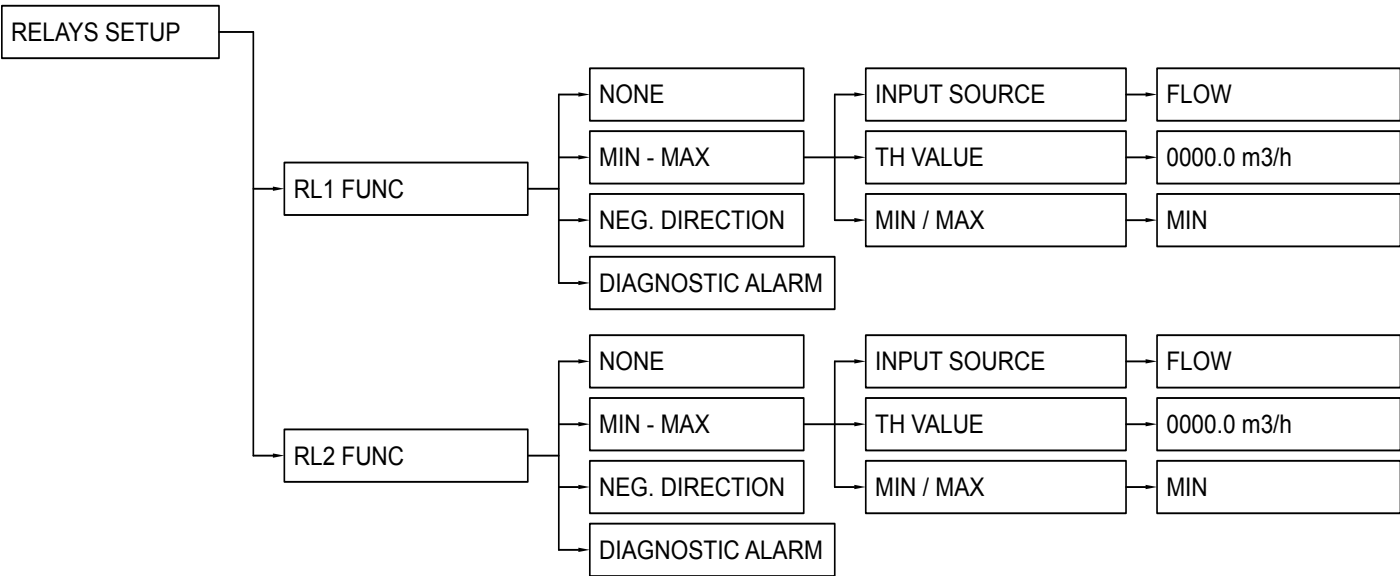 RELAYS SETUP
NONE
INPUT SOURCE
FLOW
RL1 FUNC
MIN - MAX
TH VALUE
0000.0 m3/h
NEG. DIRECTION
MIN / MAX
MIN
DIAGNOSTIC ALARM
NONE
INPUT SOURCE
FLOW
RL2 FUNC
MIN - MAX
TH VALUE
0000.0 m3/h
NEG. DIRECTION
MIN / MAX
MIN
DIAGNOSTIC ALARM